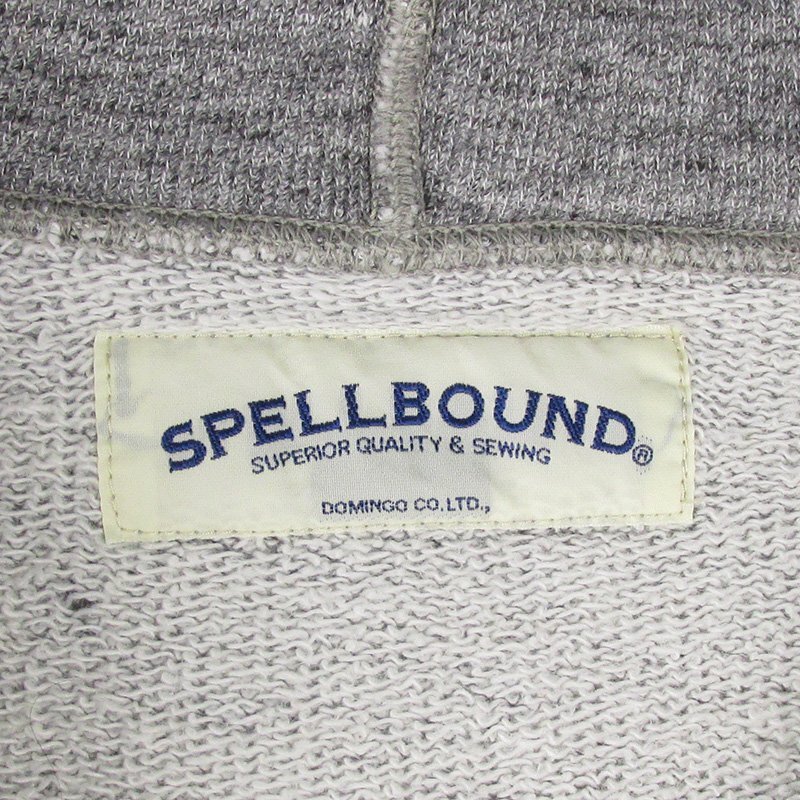 SPELLBOUND®
SUPERIOR QUALITY & SEWING
DOMINGO CO.LTD.,